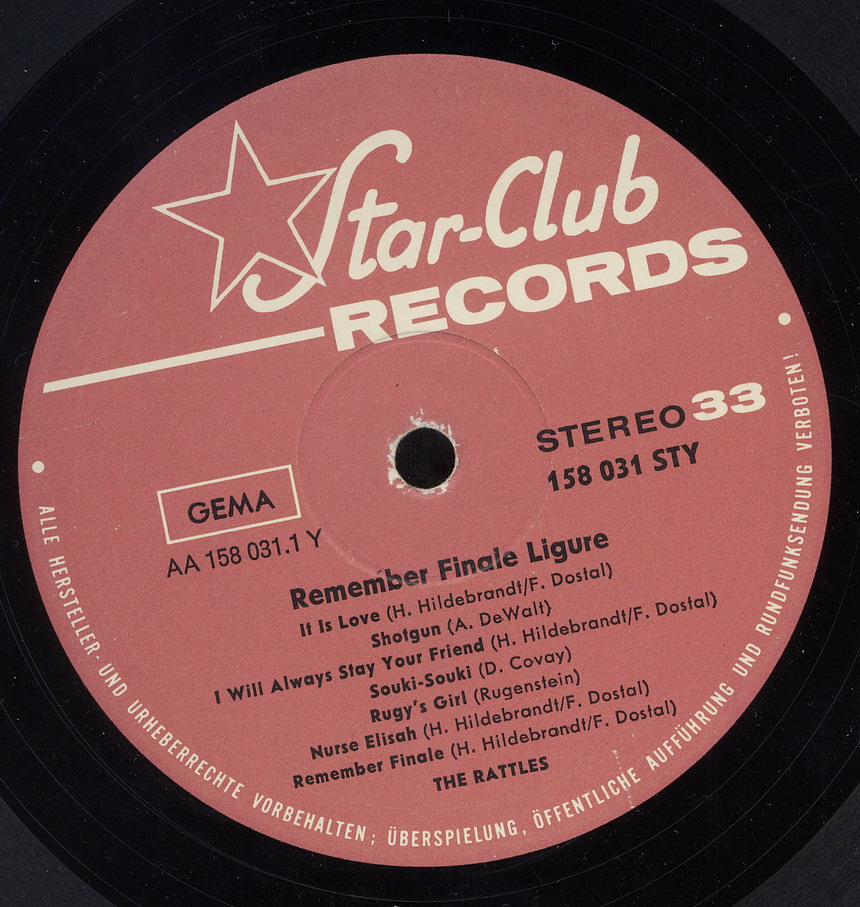 Star-Club
RECORDS
STEREO 33
158 031 STY
GEMA
AA 158 031.1 Y
Remember Finale Ligure
It Is Love (H. Hildebrandt/F. Dostal)
Shotgun (A. DeWalt)
I Will Always Stay Your Friend (H. Hildebrandt/F. Dostal)
Souki-Souki (D. Covay)
Rugy's Girl (Rugenstein)
Nurse Elisah (H. Hildebrandt/F. Dostal)
Remember Finale (H. Hildebrandt/F. Dostal)
THE RATTLES
ALLE HERSTELLER- UND URHEBERRECHTE VORBEHALTEN; ÜBERSPIELUNG, ÖFFENTLICHE AUFFÜHRUNG UND RUNDFUNKSENDUNG VERBOTEN!